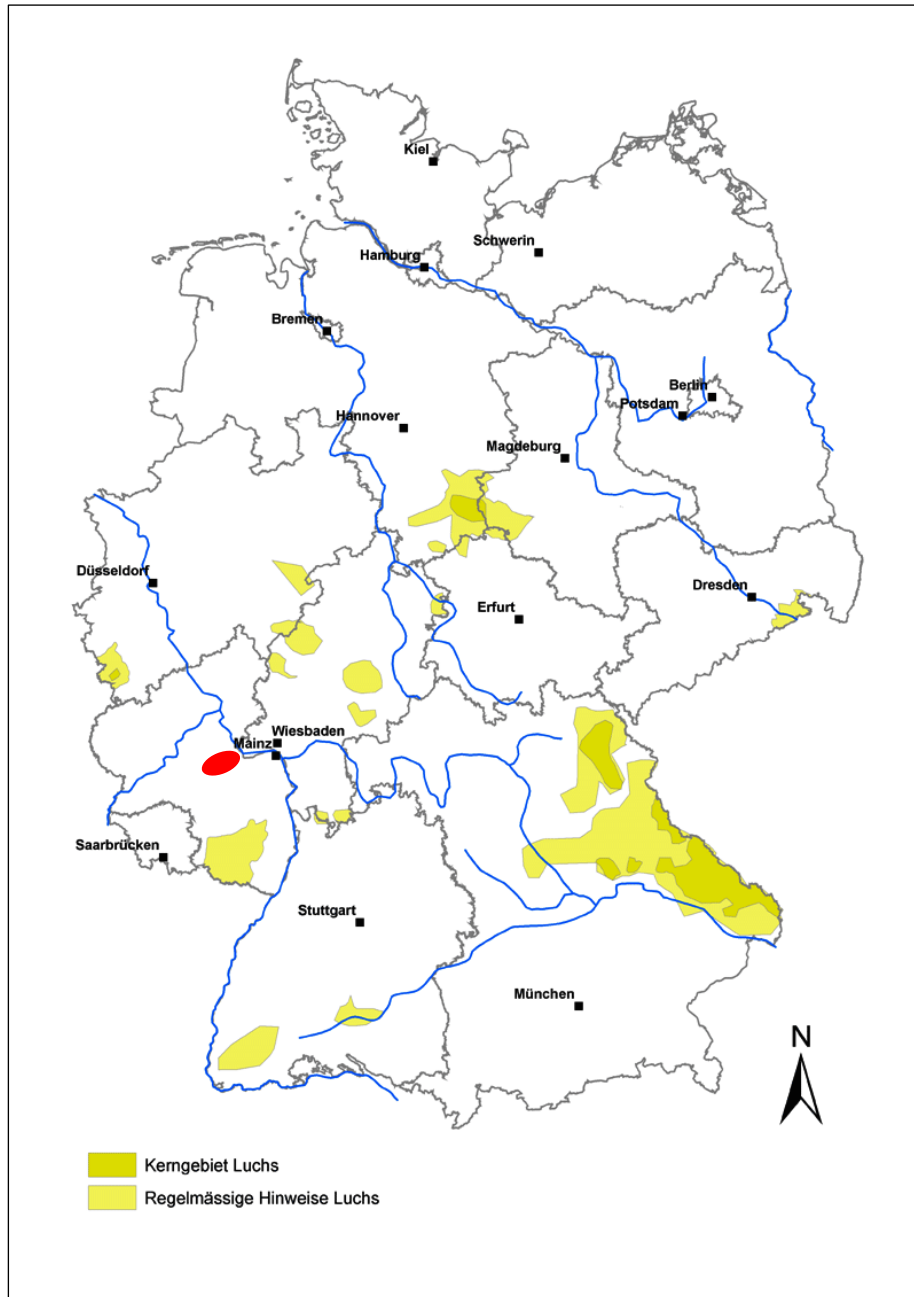 Kiel
Schwerin
Hamburg
Bremen
Berlin
Potsdam
Hannover
Magdeburg
Düsseldorf
Dresden
Erfurt
Wiesbaden
Mainz
Saarbrücken
Stuttgart
München
N
Kerngebiet Luchs
Regelmässige Hinweise Luchs